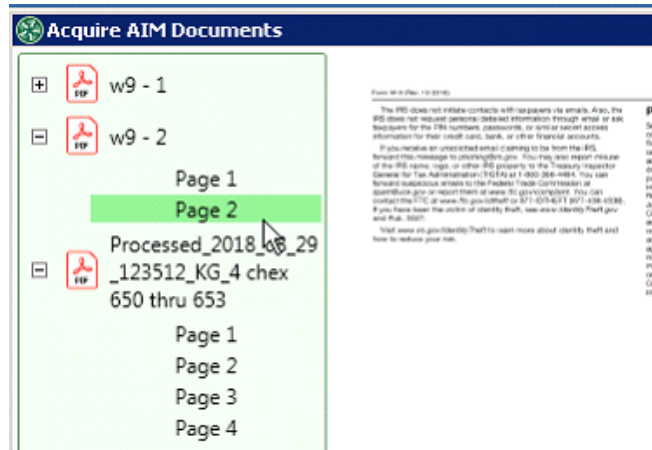 Acquire AIM Documents
w9 - 1
w9 - 2
Page 1
Page 2
Processed_2018_08_29
_123512_KG_4 chex
650 thru 653
Page 1
Page 2
Page 3
Page 4
Form W-9 (Rev. 10-2018)
The IRS does not initiate contacts with taxpayers via emails. Also, the
IRS does not request personal detailed information through email or ask
taxpayers for the PIN numbers, passwords, or similar secret access
information for their credit card, bank, or other financial accounts.
If you receive an unsolicited email claiming to be from the IRS,
forward this message to phishing@irs.gov. You may also report misuse
of the IRS name, logo, or other IRS property to the Treasury Inspector
General for Tax Administration (TIGTA) at 1-800-366-4484. You can
forward suspicious emails to the Federal Trade Commission at
spam@uce.gov or report them at www.ftc.gov/complaint. You can
contact the FTC at www.ftc.gov/idtheft or 877-IDTHEFT (877-438-4338).
If you have been the victim of identity theft, see www.IdentityTheft.gov
and Pub. 5027.
Visit www.irs.gov/IdentityTheft to learn more about identity theft and
how to reduce your risk.